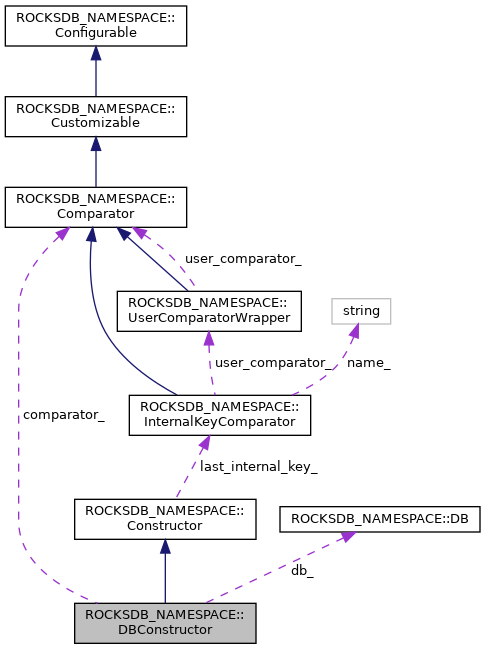 ROCKSDB_NAMESPACE::
Configurable
ROCKSDB_NAMESPACE::
Customizable
ROCKSDB_NAMESPACE::
Comparator
user_comparator_
ROCKSDB_NAMESPACE::
UserComparatorWrapper
string
user_comparator_
name_
ROCKSDB_NAMESPACE::
InternalKeyComparator
comparator_
last_internal_key_
ROCKSDB_NAMESPACE::
Constructor
ROCKSDB_NAMESPACE::DB
db_
ROCKSDB_NAMESPACE::
DBConstructor